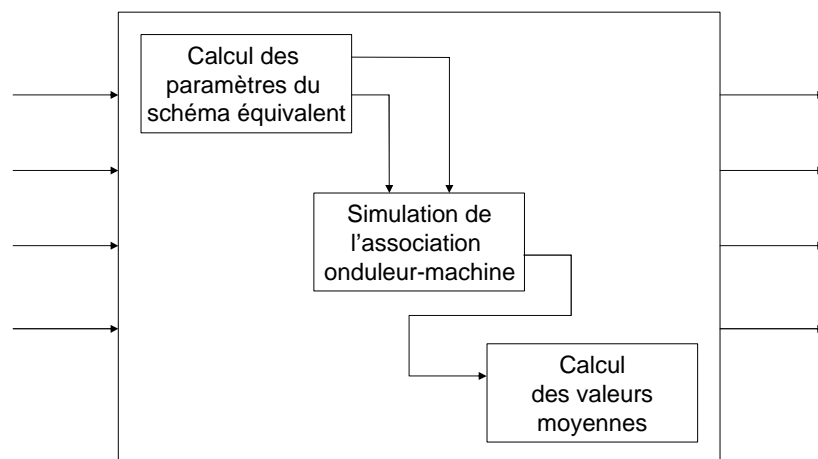 Calcul des
paramètres du
schéma équivalent
Simulation de
l’association
onduleur-machine
Calcul
des valeurs
moyennes